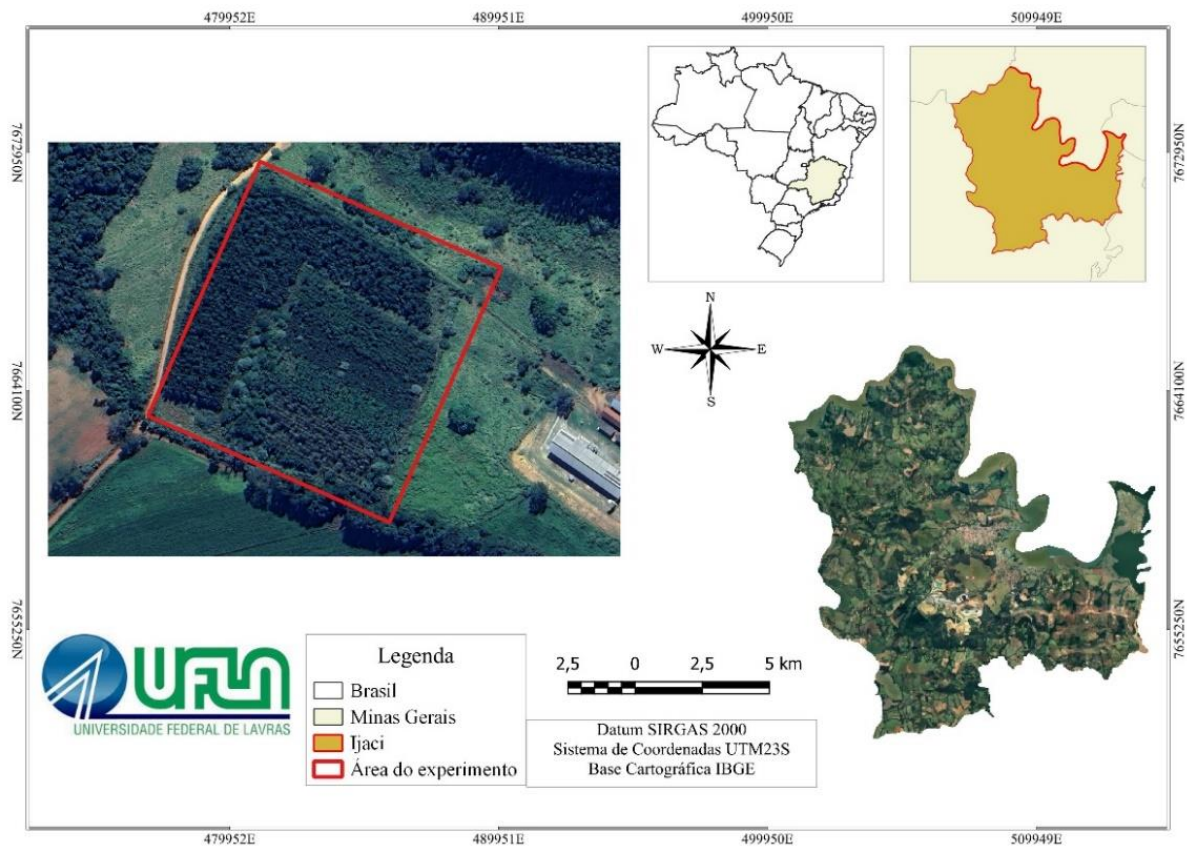 479952E
489951E
499950E
509949E
7672950N
7672950N
N
W
E
S
7664100N
7664100N
7655250N
7655250N
UFLA
UNIVERSIDADE FEDERAL DE LAVRAS
Legenda
Brasil
Minas Gerais
Ijaci
Área do experimento
2,5 0 2,5 5 km
Datum SIRGAS 2000
Sistema de Coordenadas UTM23S
Base Cartográfica IBGE
479952E
489951E
499950E
509949E